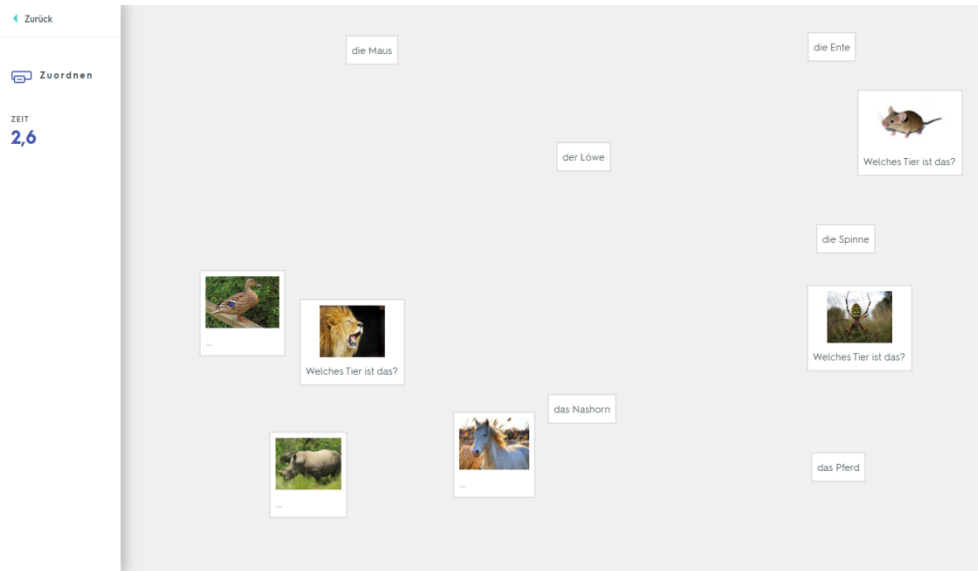 Zurück
Zuordnen
ZEIT
2,6
die Maus
die Ente
Welches Tier ist das?
der Löwe
die Spinne
...
Welches Tier ist das?
Welches Tier ist das?
das Nashorn
...
...
das Pferd